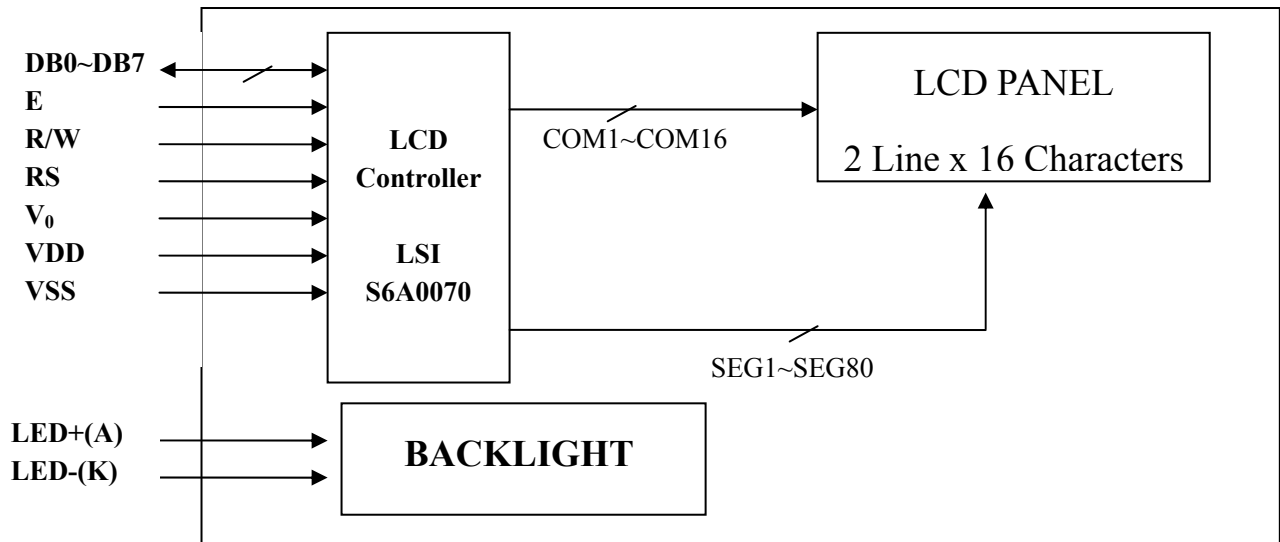 DB0~DB7
E
R/W
RS
V₀
VDD
VSS
LCD
Controller
LSI
S6A0070
COM1~COM16
SEG1~SEG80
LCD PANEL
2 Line x 16 Characters
LED+(A)
LED-(K)
BACKLIGHT